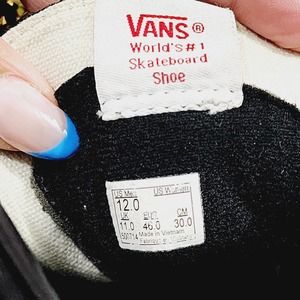 VANS®
World's #1
Skateboard
Shoe
US Men US Women
12.0
UK EUR CM
11.0 46.0 30.0
Made in Vietnam